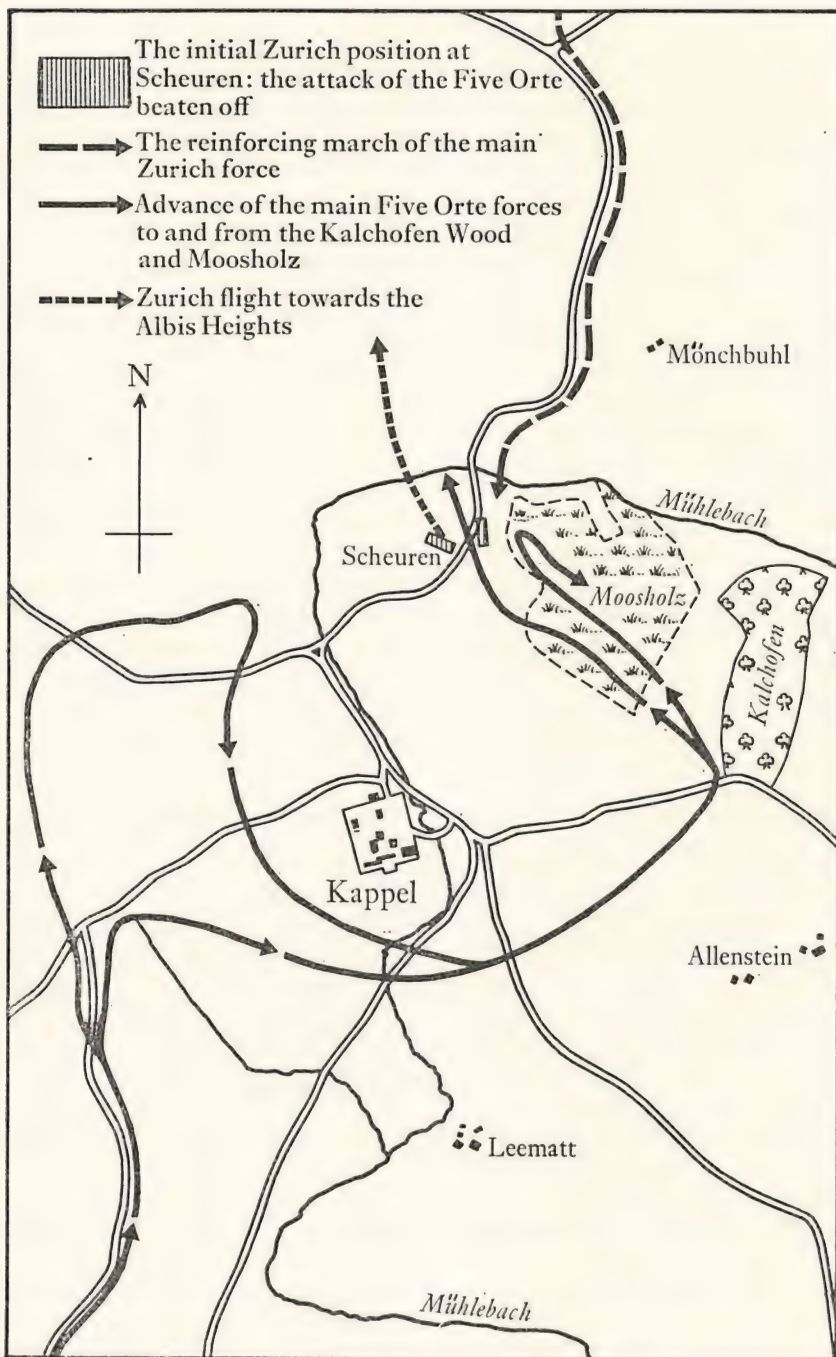 The initial Zurich position at
Scheuren: the attack of the Five Orte
beaten off
The reinforcing march of the main
Zurich force
Advance of the main Five Orte forces
to and from the Kalchofen Wood
and Moosholz
Zurich flight towards the
Albis Heights
N
Mönchbuhl
Mühlebach
Scheuren
Moosholz
Kalchofen
Kappel
Allenstein
Leematt
Mühlebach